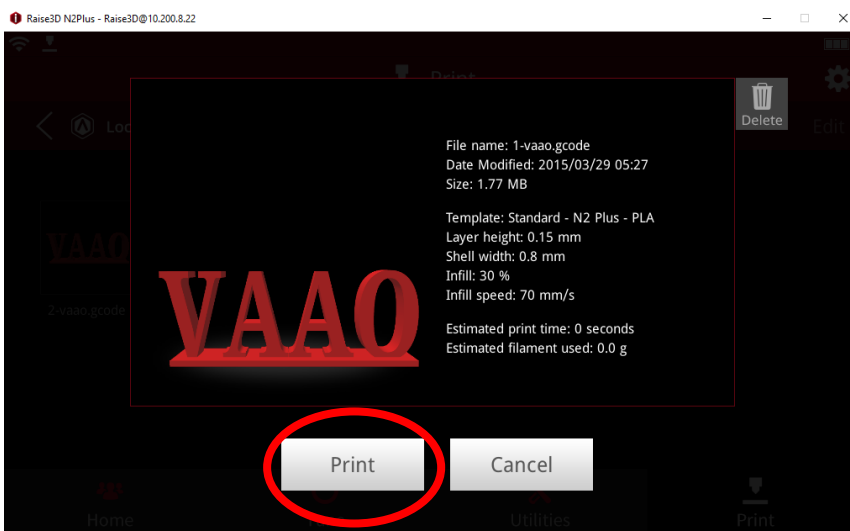 Raise3D N2Plus - Raise3D@10.200.8.22
Print
Delete
Loc
Edit
File name: 1-vaao.gcode
Date Modified: 2015/03/29 05:27
Size: 1.77 MB
Template: Standard - N2 Plus - PLA
Layer height: 0.15 mm
Shell width: 0.8 mm
Infill: 30 %
Infill speed: 70 mm/s
Estimated print time: 0 seconds
Estimated filament used: 0.0 g
VAAO
VAAO
2-vaao.gcode
Print
Cancel
Home
Utilities
Print